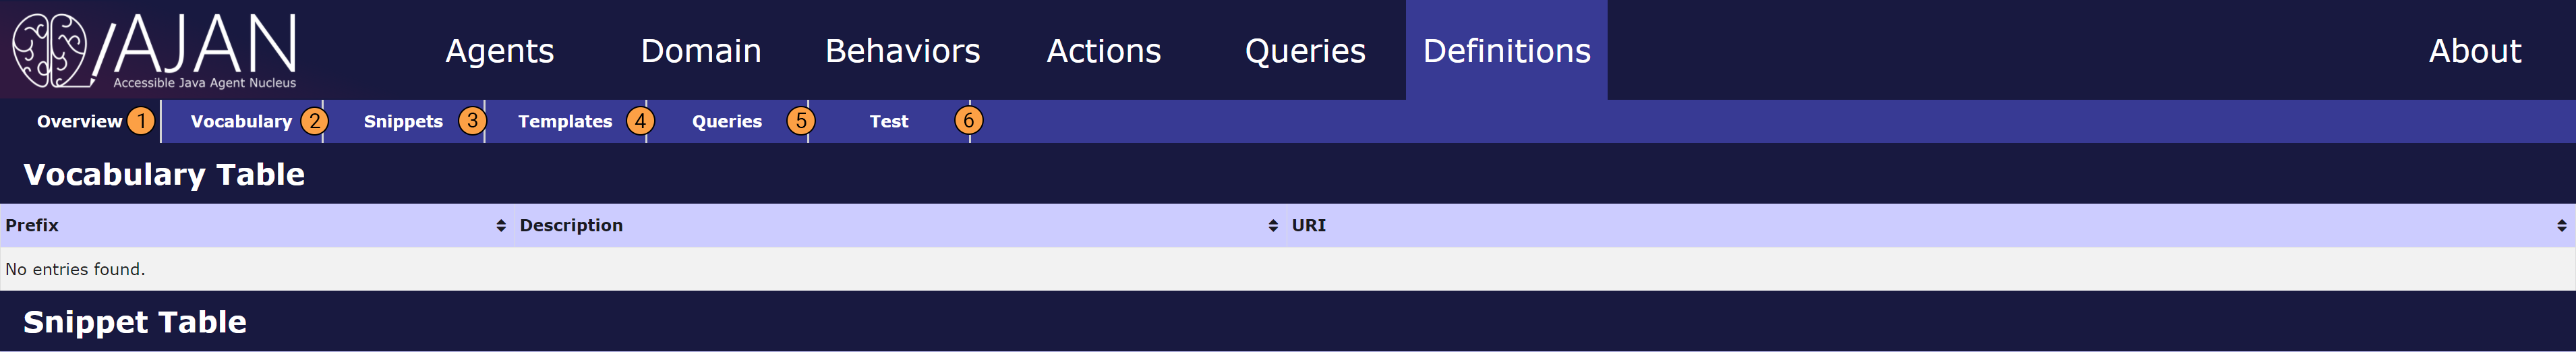 AJAN
Accessible Java Agent Nucleus
Agents Domain Behaviors Actions Queries Definitions About
Overview 1 Vocabulary 2 Snippets 3 Templates 4 Queries 5 Test 6
Vocabulary Table
Prefix Description URI
No entries found.
Snippet Table